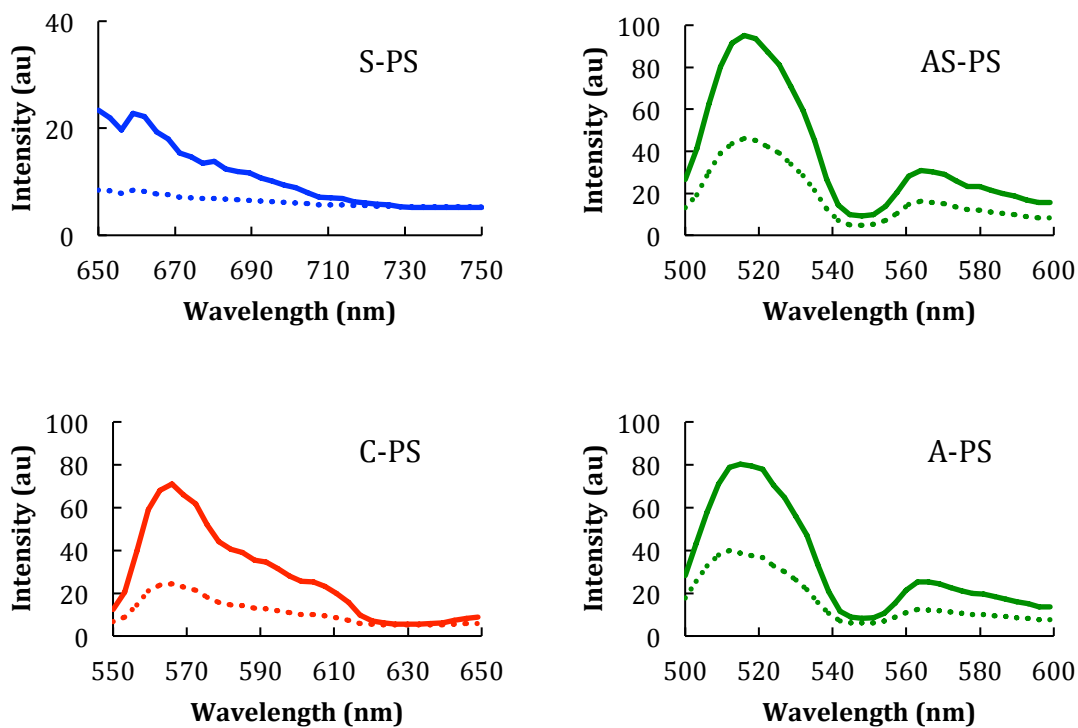 S-PS
Intensity (au)
40
20
0
650 670 690 710 730 750
Wavelength (nm)
AS-PS
Intensity (au)
100
80
60
40
20
0
500 520 540 560 580 600
Wavelength (nm)
C-PS
Intensity (au)
100
80
60
40
20
0
550 570 590 610 630 650
Wavelength (nm)
A-PS
Intensity (au)
100
80
60
40
20
0
500 520 540 560 580 600
Wavelength (nm)